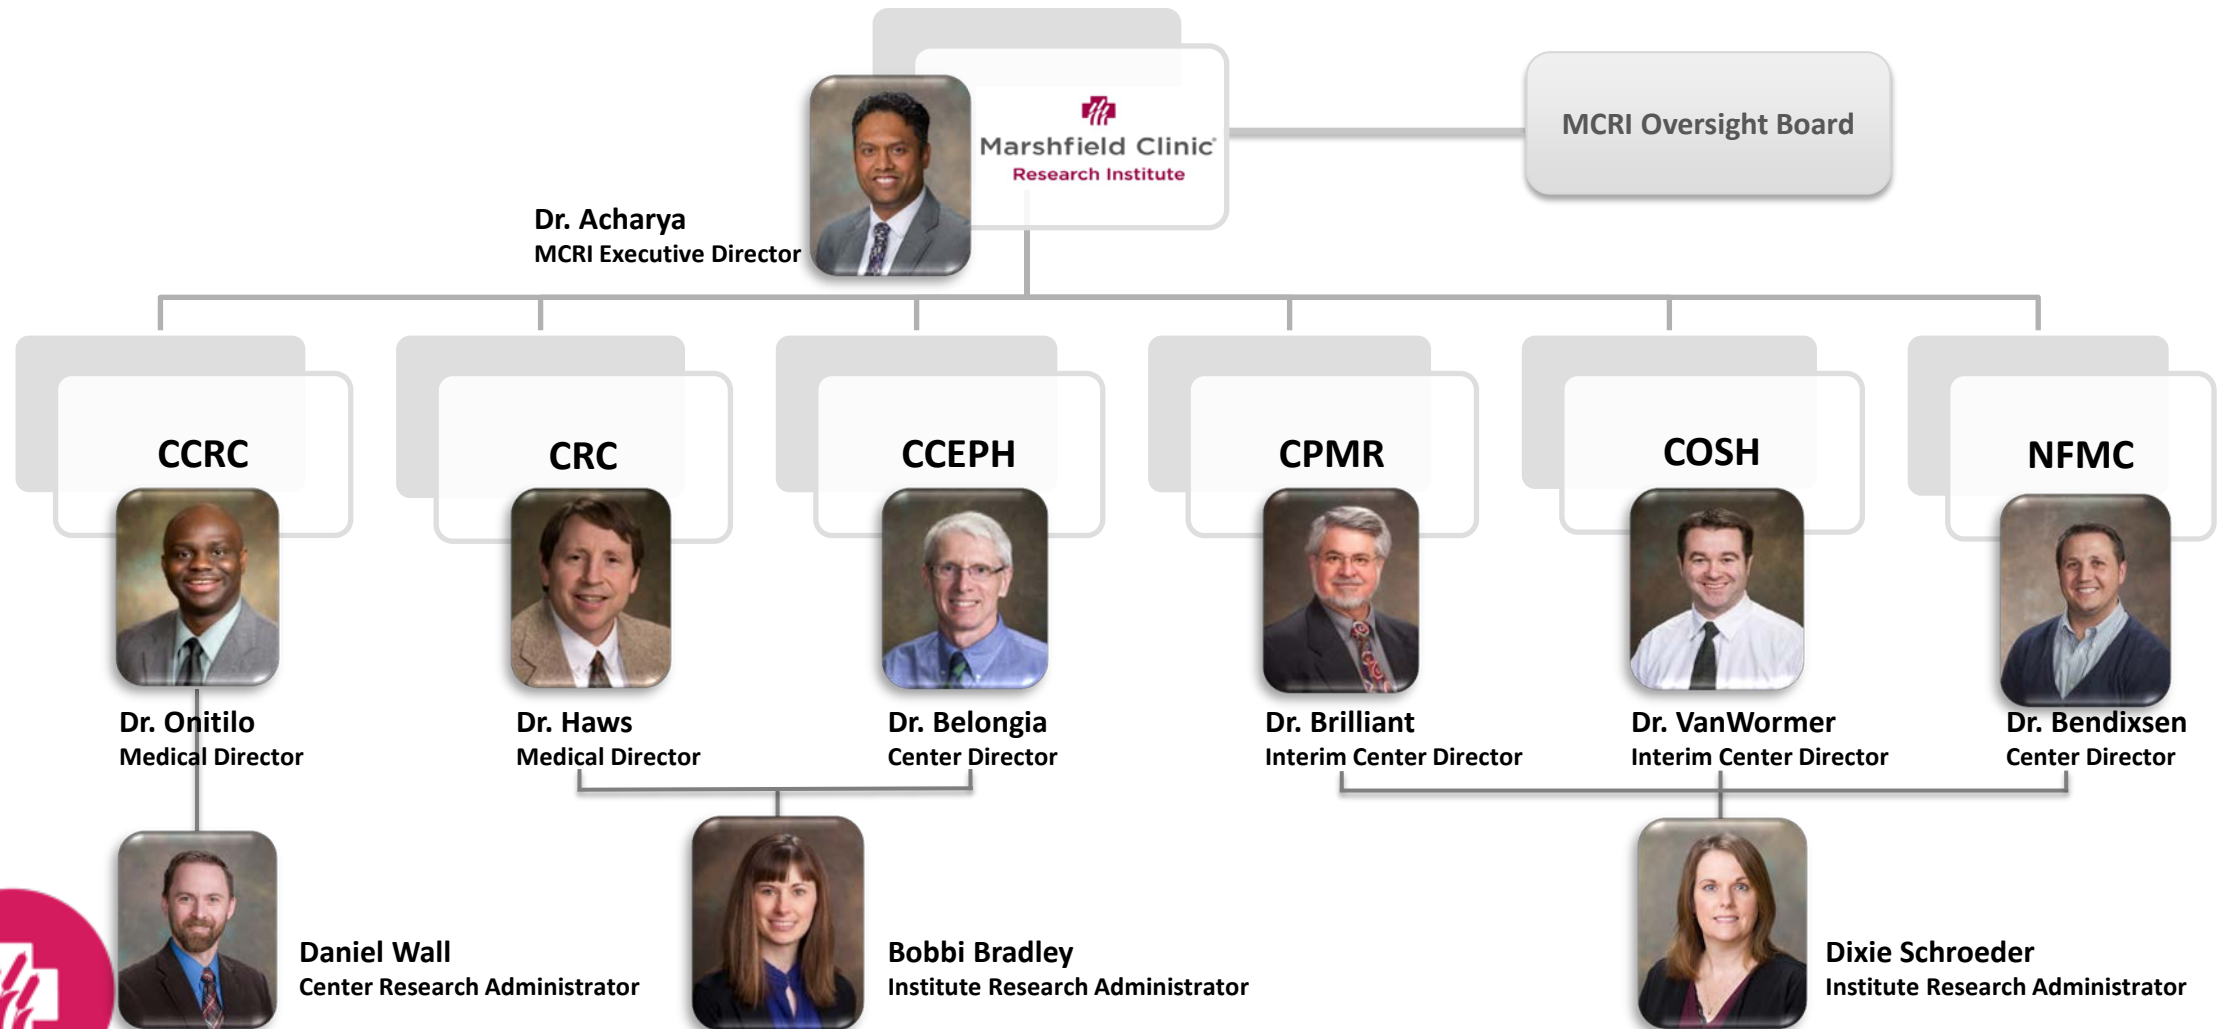 Marshfield Clinic®
Research Institute
MCRI Oversight Board
Dr. Acharya
MCRI Executive Director
CCRC
CRC
CCEPH
CPMR
COSH
NFMC
Dr. Onitilo
Medical Director
Dr. Haws
Medical Director
Dr. Belongia
Center Director
Dr. Brilliant
Interim Center Director
Dr. VanWormer
Interim Center Director
Dr. Bendixsen
Center Director
Daniel Wall
Center Research Administrator
Bobbi Bradley
Institute Research Administrator
Dixie Schroeder
Institute Research Administrator